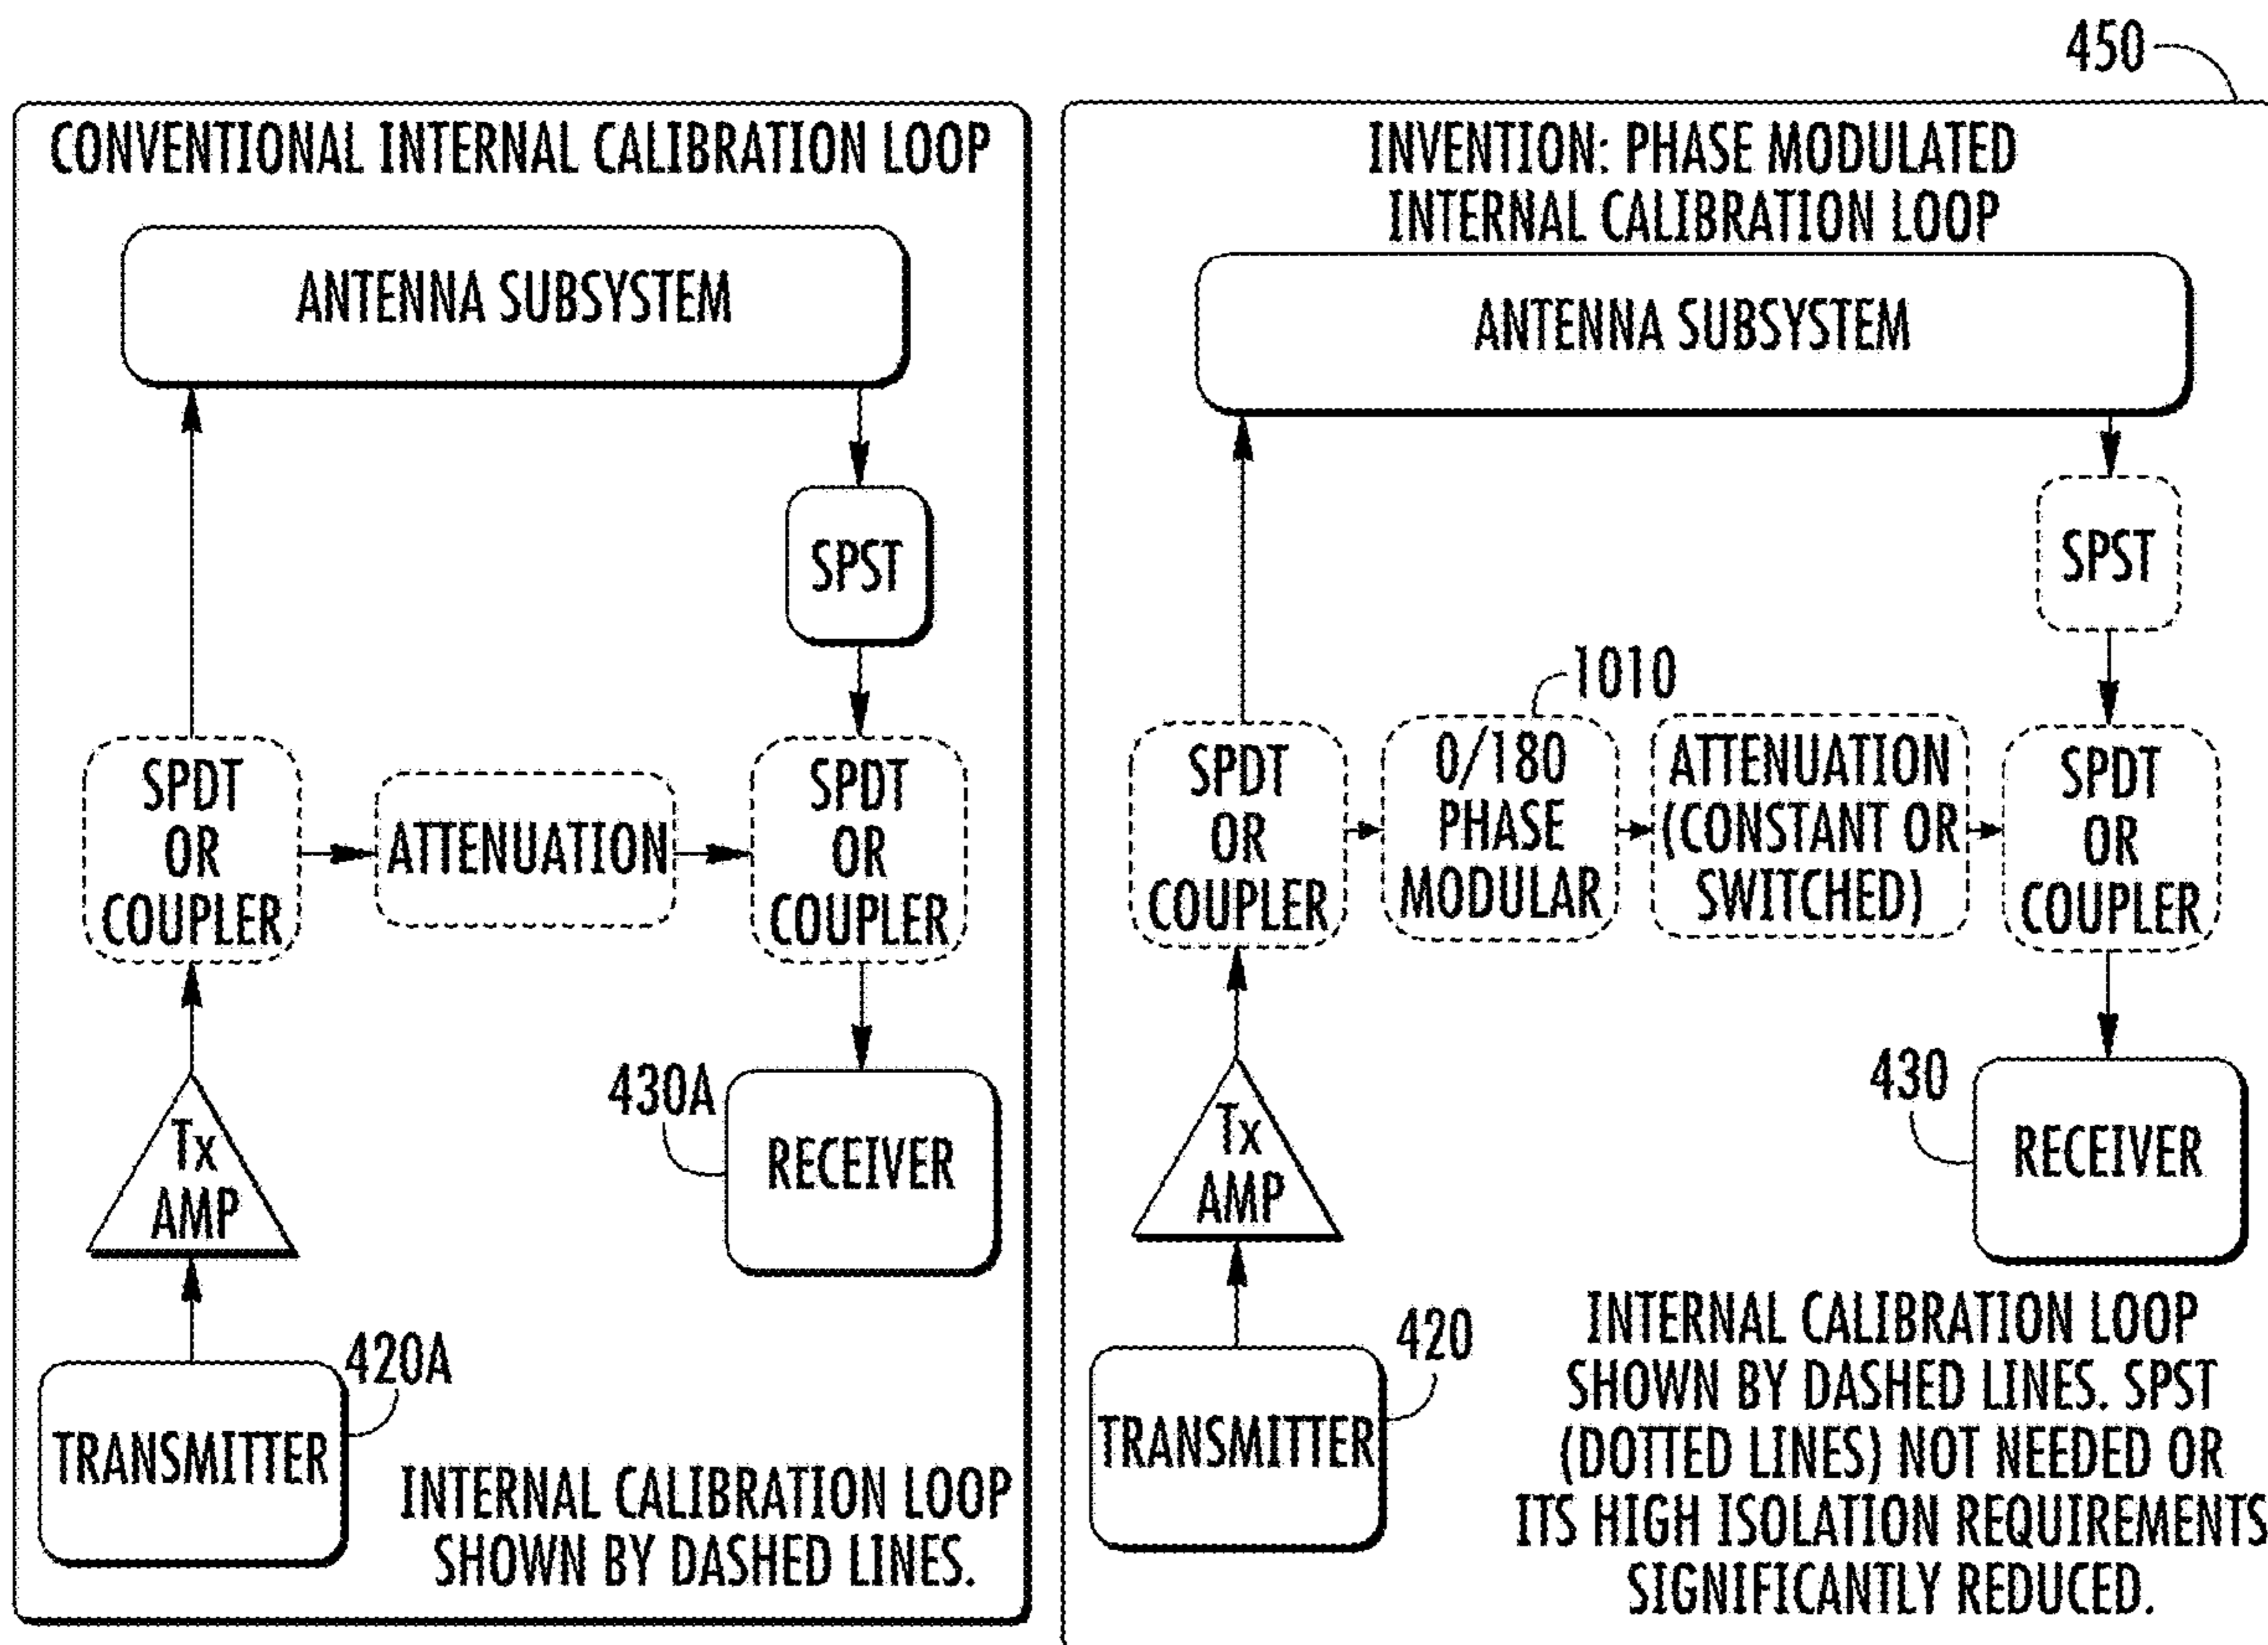 450
CONVENTIONAL INTERNAL CALIBRATION LOOP
ANTENNA SUBSYSTEM
SPST
SPDT
OR
COUPLER
ATTENUATION
SPDT
OR
COUPLER
Tx
AMP
430A
RECEIVER
420A
TRANSMITTER
INTERNAL CALIBRATION LOOP
SHOWN BY DASHED LINES.
INVENTION: PHASE MODULATED
INTERNAL CALIBRATION LOOP
ANTENNA SUBSYSTEM
SPST
1010
SPDT
OR
COUPLER
0/180
PHASE
MODULAR
ATTENUATION
(CONSTANT OR
SWITCHED)
SPDT
OR
COUPLER
Tx
AMP
430
RECEIVER
420
TRANSMITTER
INTERNAL CALIBRATION LOOP
SHOWN BY DASHED LINES. SPST
(DOTTED LINES) NOT NEEDED OR
ITS HIGH ISOLATION REQUIREMENTS
SIGNIFICANTLY REDUCED.